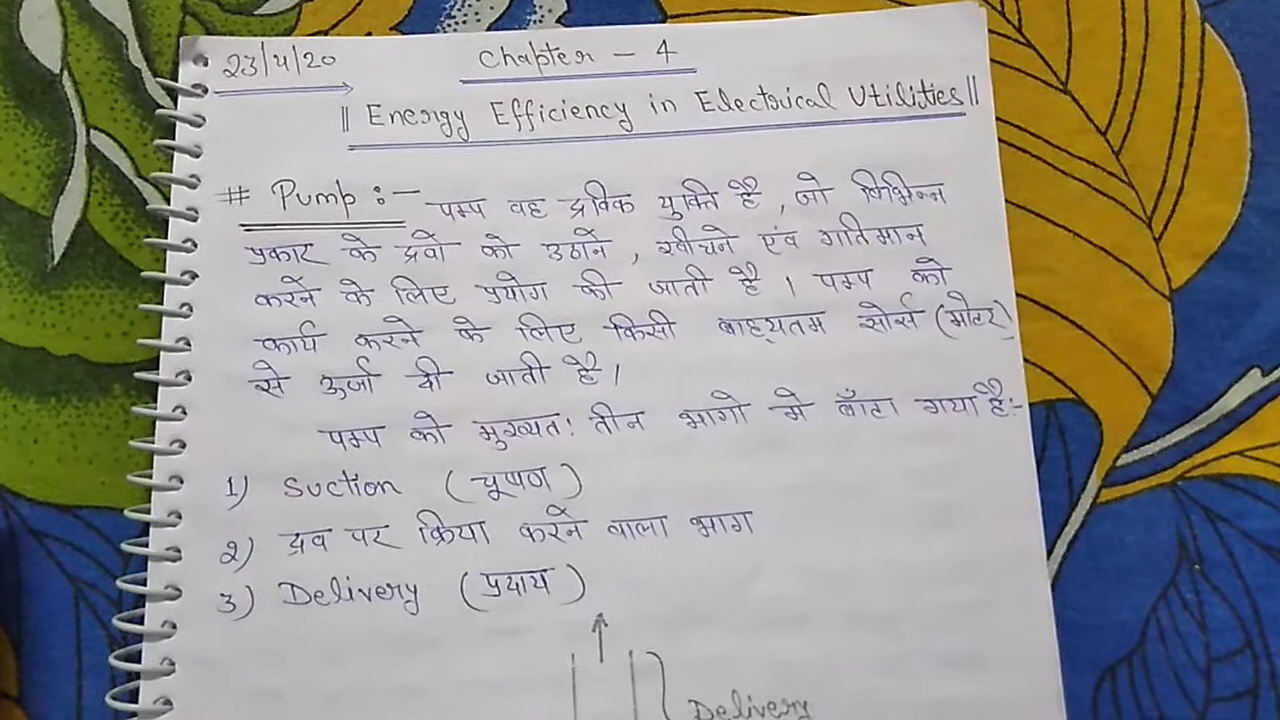 23/4/20
Chapter - 4
|| Energy Efficiency in Electrical Utilities ||
# Pump :- पम्प वह द्रविक युक्ति है , जो विभिन्न
प्रकार के द्रवों को उठाने , खींचने एवं गतिमान
करने के लिए प्रयोग की जाती है । पम्प को
कार्य करने के लिए किसी बाह्यतम सोर्स (मोटर)
से ऊर्जा दी जाती है ।
पम्प को मुख्यत: तीन भागो मे बाँटा गया है:-
1) Suction (चूषण)
2) द्रव पर क्रिया करने वाला भाग
3) Delivery (प्रदाय)
Delivery